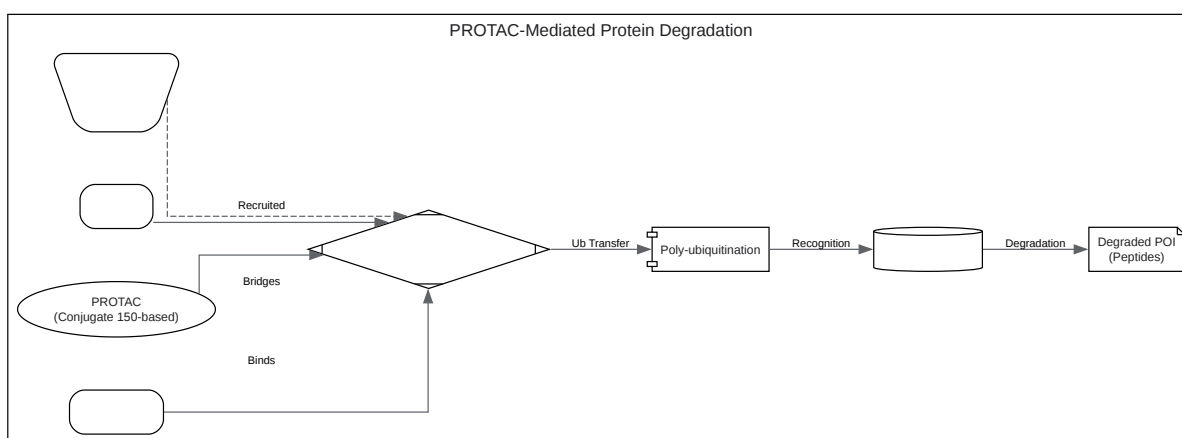 PROTAC-Mediated Protein Degradation
Recruited
Ub Transfer
Poly-ubiquitination
Recognition
Degradation
Degraded POI
(Peptides)
Bridges
PROTAC
(Conjugate 150-based)
Binds